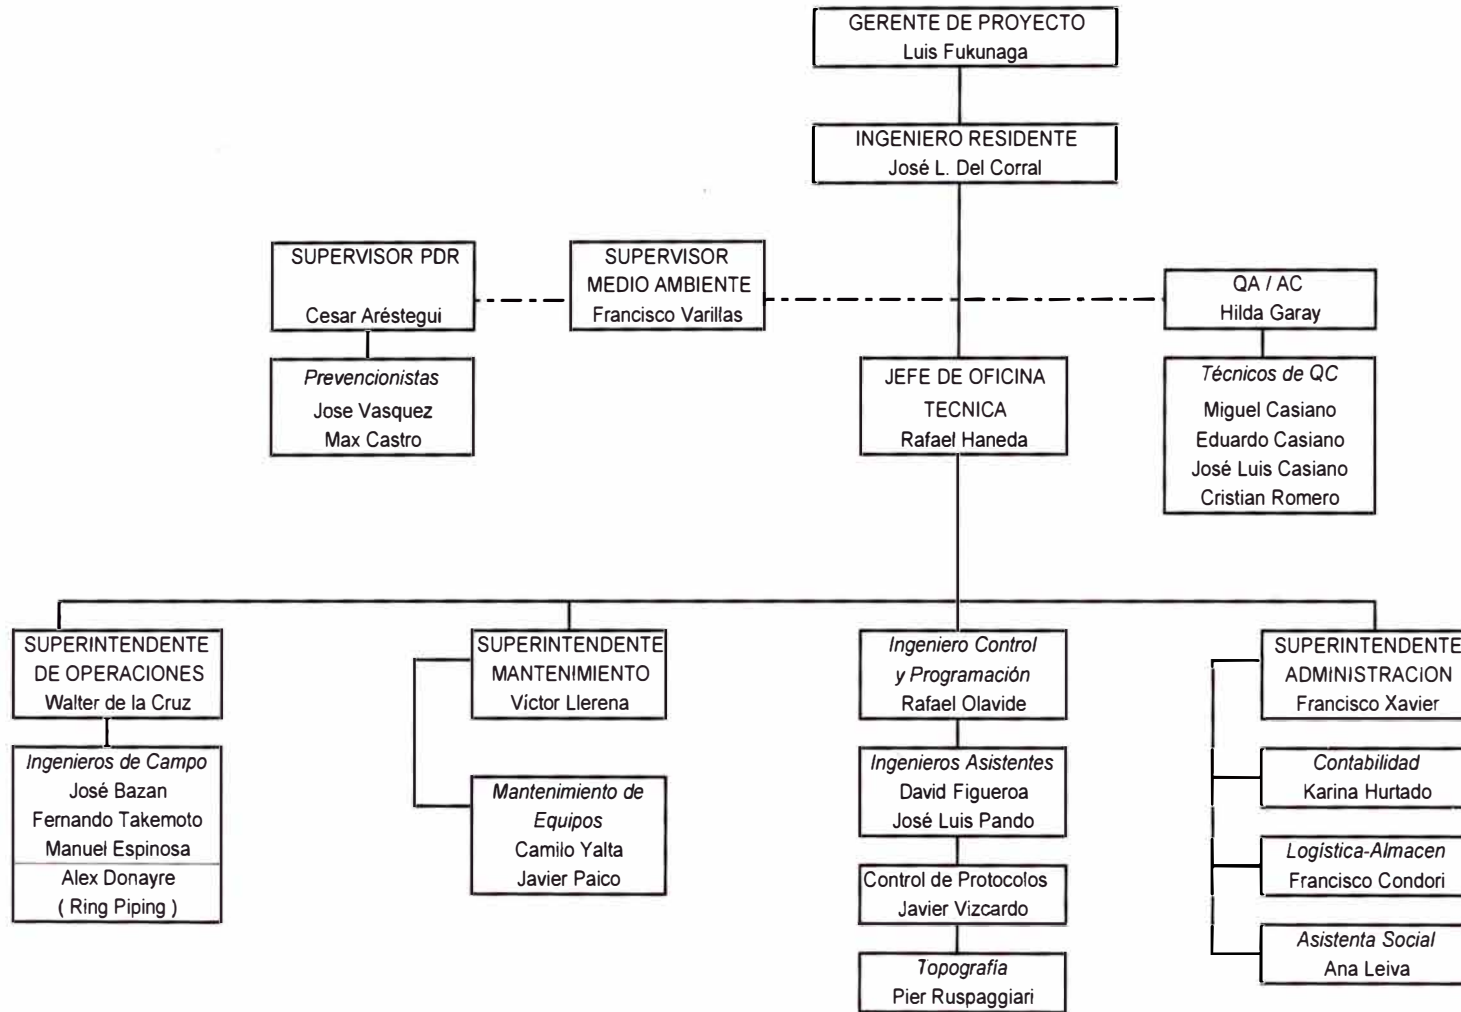 GERENTE DE PROYECTO
Luis Fukunaga
INGENIERO RESIDENTE
José L. Del Corral
SUPERVISOR PDR
Cesar Aréstegui
SUPERVISOR
MEDIO AMBIENTE
Francisco Varillas
QA / AC
Hilda Garay
Prevencionistas
Jose Vasquez
Max Castro
JEFE DE OFICINA
TECNICA
Rafael Haneda
Técnicos de QC
Miguel Casiano
Eduardo Casiano
José Luis Casiano
Cristian Romero
SUPERINTENDENTE
DE OPERACIONES
Walter de la Cruz
SUPERINTENDENTE
MANTENIMIENTO
Víctor Llerena
Ingeniero Control
y Programación
Rafael Olavide
SUPERINTENDENTE
ADMINISTRACION
Francisco Xavier
Ingenieros de Campo
José Bazan
Fernando Takemoto
Manuel Espinosa
Alex Donayre
( Ring Piping )
Mantenimiento de
Equipos
Camilo Yalta
Javier Paico
Ingenieros Asistentes
David Figueroa
José Luis Pando
Control de Protocolos
Javier Vizcardo
Topografía
Pier Ruspaggiari
Contabilidad
Karina Hurtado
Logística-Almacen
Francisco Condori
Asistenta Social
Ana Leiva